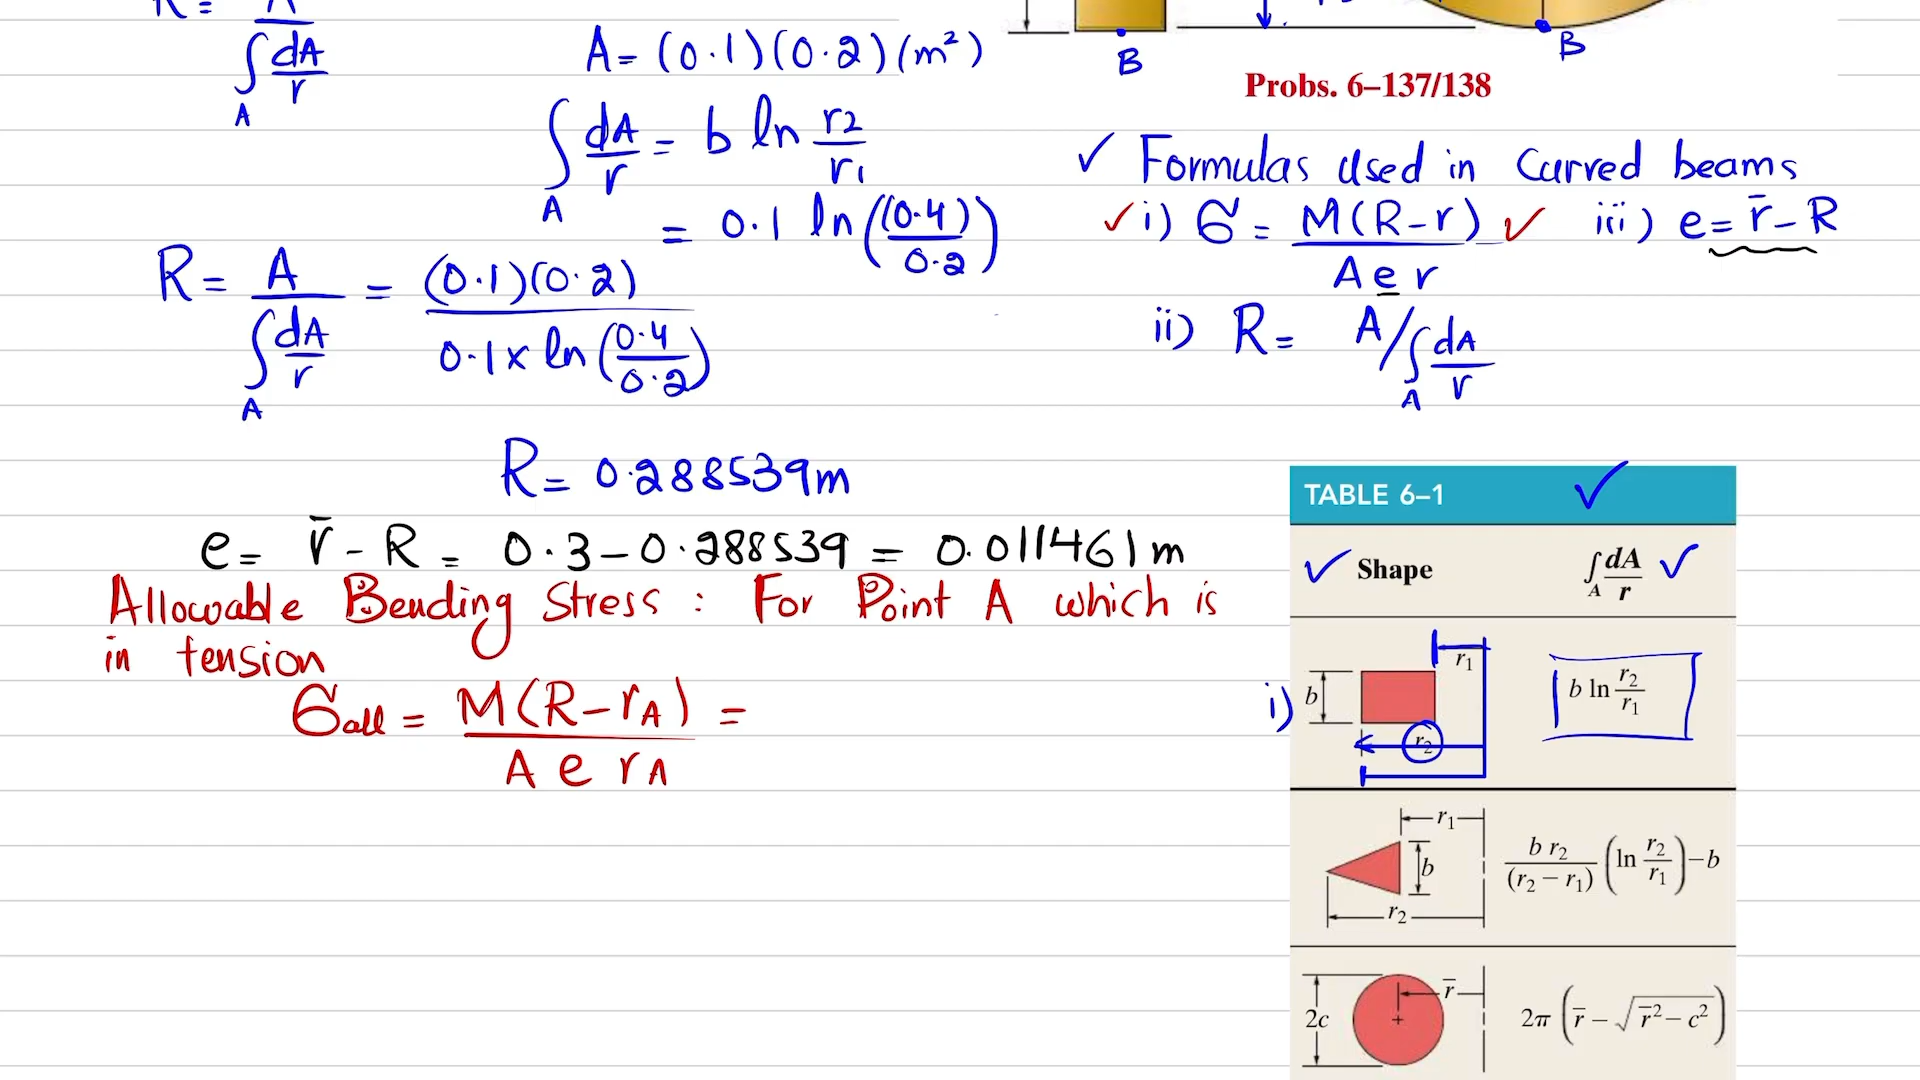 R =
∫_A dA/r
A = (0.1)(0.2)(m²)
B
B
Probs. 6–137/138
∫_A dA/r = b ln r2/r1
= 0.1 ln((0.4)/0.2)
✓ Formulas used in Curved beams
✓ i) σ = M(R-r)/A e r ✓ iii) e = r̄ - R
ii) R = A/∫_A dA/r
R = A/∫_A dA/r = (0.1)(0.2)/0.1 x ln(0.4/0.2)
R = 0.288539m
e = r̄ - R = 0.3 - 0.288539 = 0.011461m
Allowable Bending Stress : For Point A which is
in tension
σall = M(R-rA)/A e rA =
TABLE 6–1 ✓
✓ Shape ∫_A dA/r ✓
i) b r1 r2 b ln r2/r1
r1 b r2 b r2/(r2 − r1) (ln r2/r1) − b
2c r̄ + 2π (r̄ − √r̄² − c²)